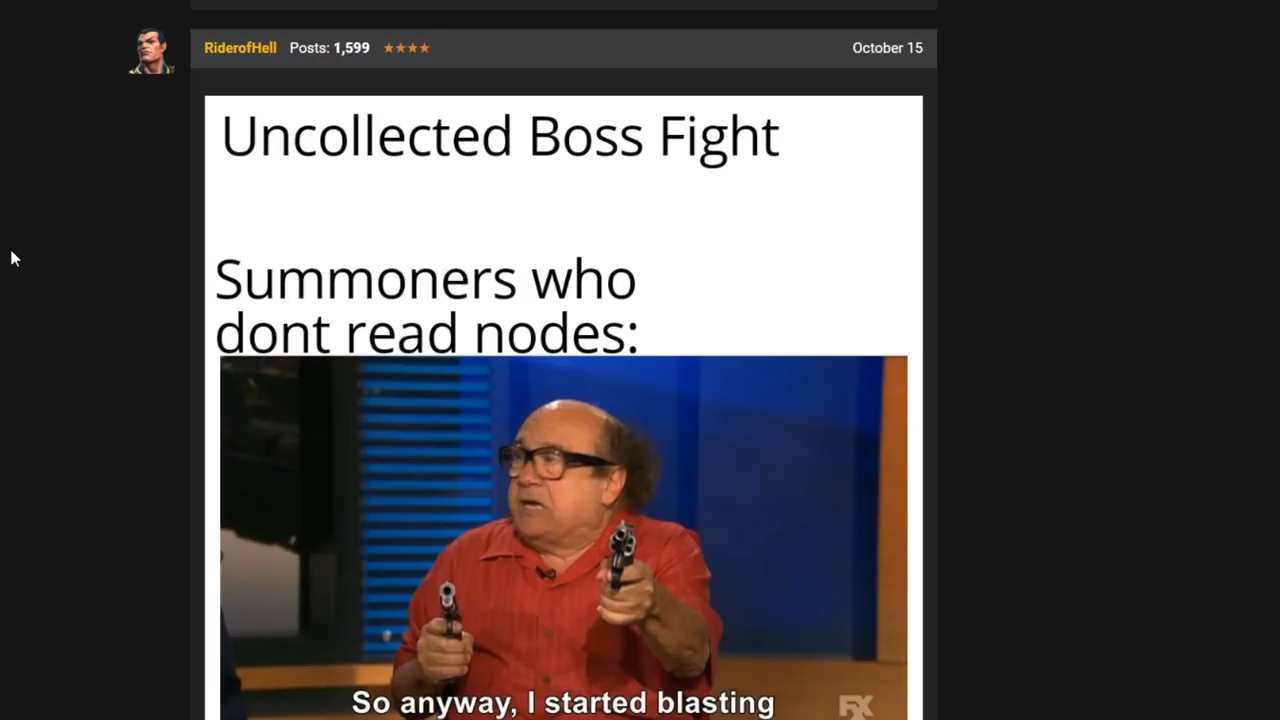 RiderofHell Posts: 1,599 ★★★★ October 15
Uncollected Boss Fight
Summoners who
dont read nodes:
So anyway, I started blasting
FX